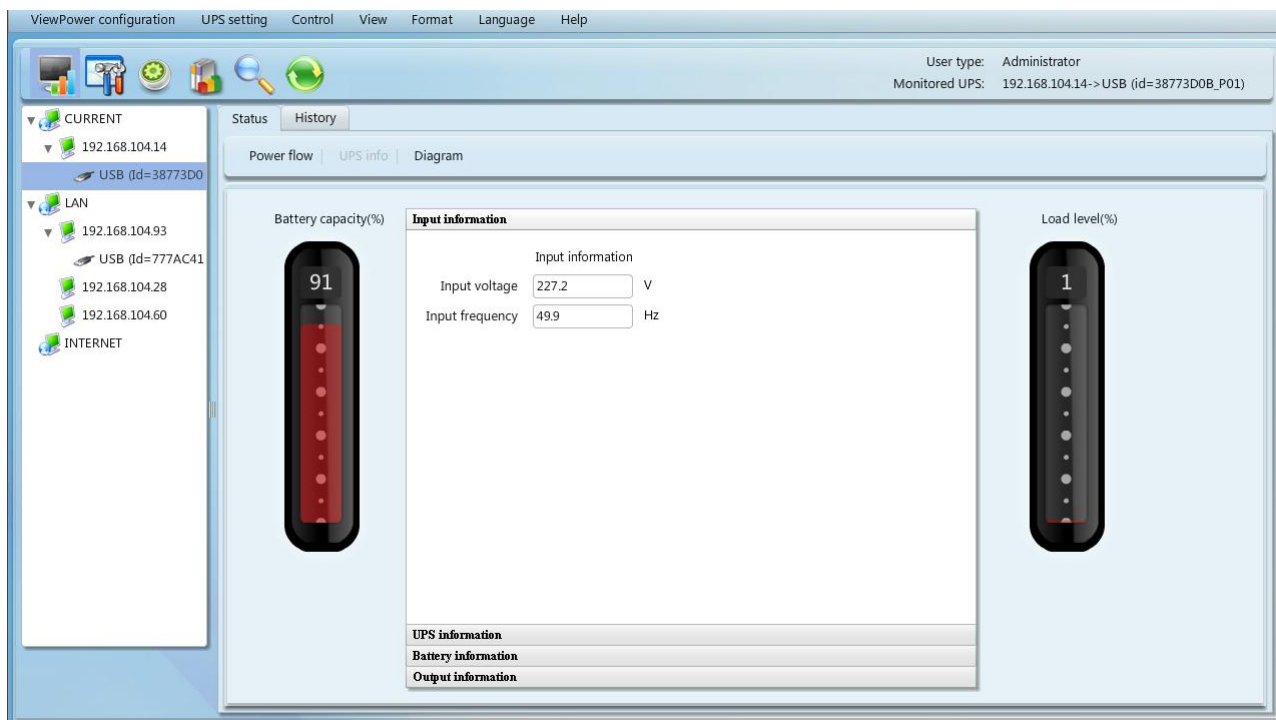 ViewPower configuration UPS setting Control View Format Language Help
User type: Administrator
Monitored UPS: 192.168.104.14->USB (id=38773D0B_P01)
CURRENT
192.168.104.14
USB (Id=38773D0
LAN
192.168.104.93
USB (Id=777AC41
192.168.104.28
192.168.104.60
INTERNET
Status History
Power flow | UPS info | Diagram
Battery capacity(%)
91
Input information
Input information
Input voltage 227.2 V
Input frequency 49.9 Hz
UPS information
Battery information
Output information
Load level(%)
1